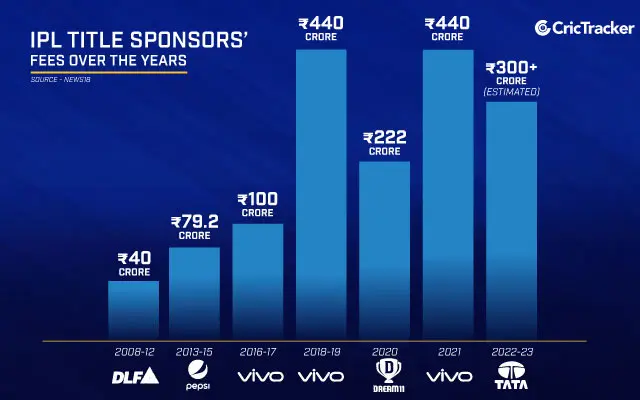 IPL TITLE SPONSORS'
FEES OVER THE YEARS
SOURCE - NEWS18
CricTracker
₹40
CRORE
₹79.2
CRORE
₹100
CRORE
₹440
CRORE
₹222
CRORE
₹440
CRORE
₹300+
CRORE
(ESTIMATED)
2008-12
2013-15
2016-17
2018-19
2020
2021
2022-23
DLF
pepsi
vivo
vivo
D
DREAM11
vivo
TATA